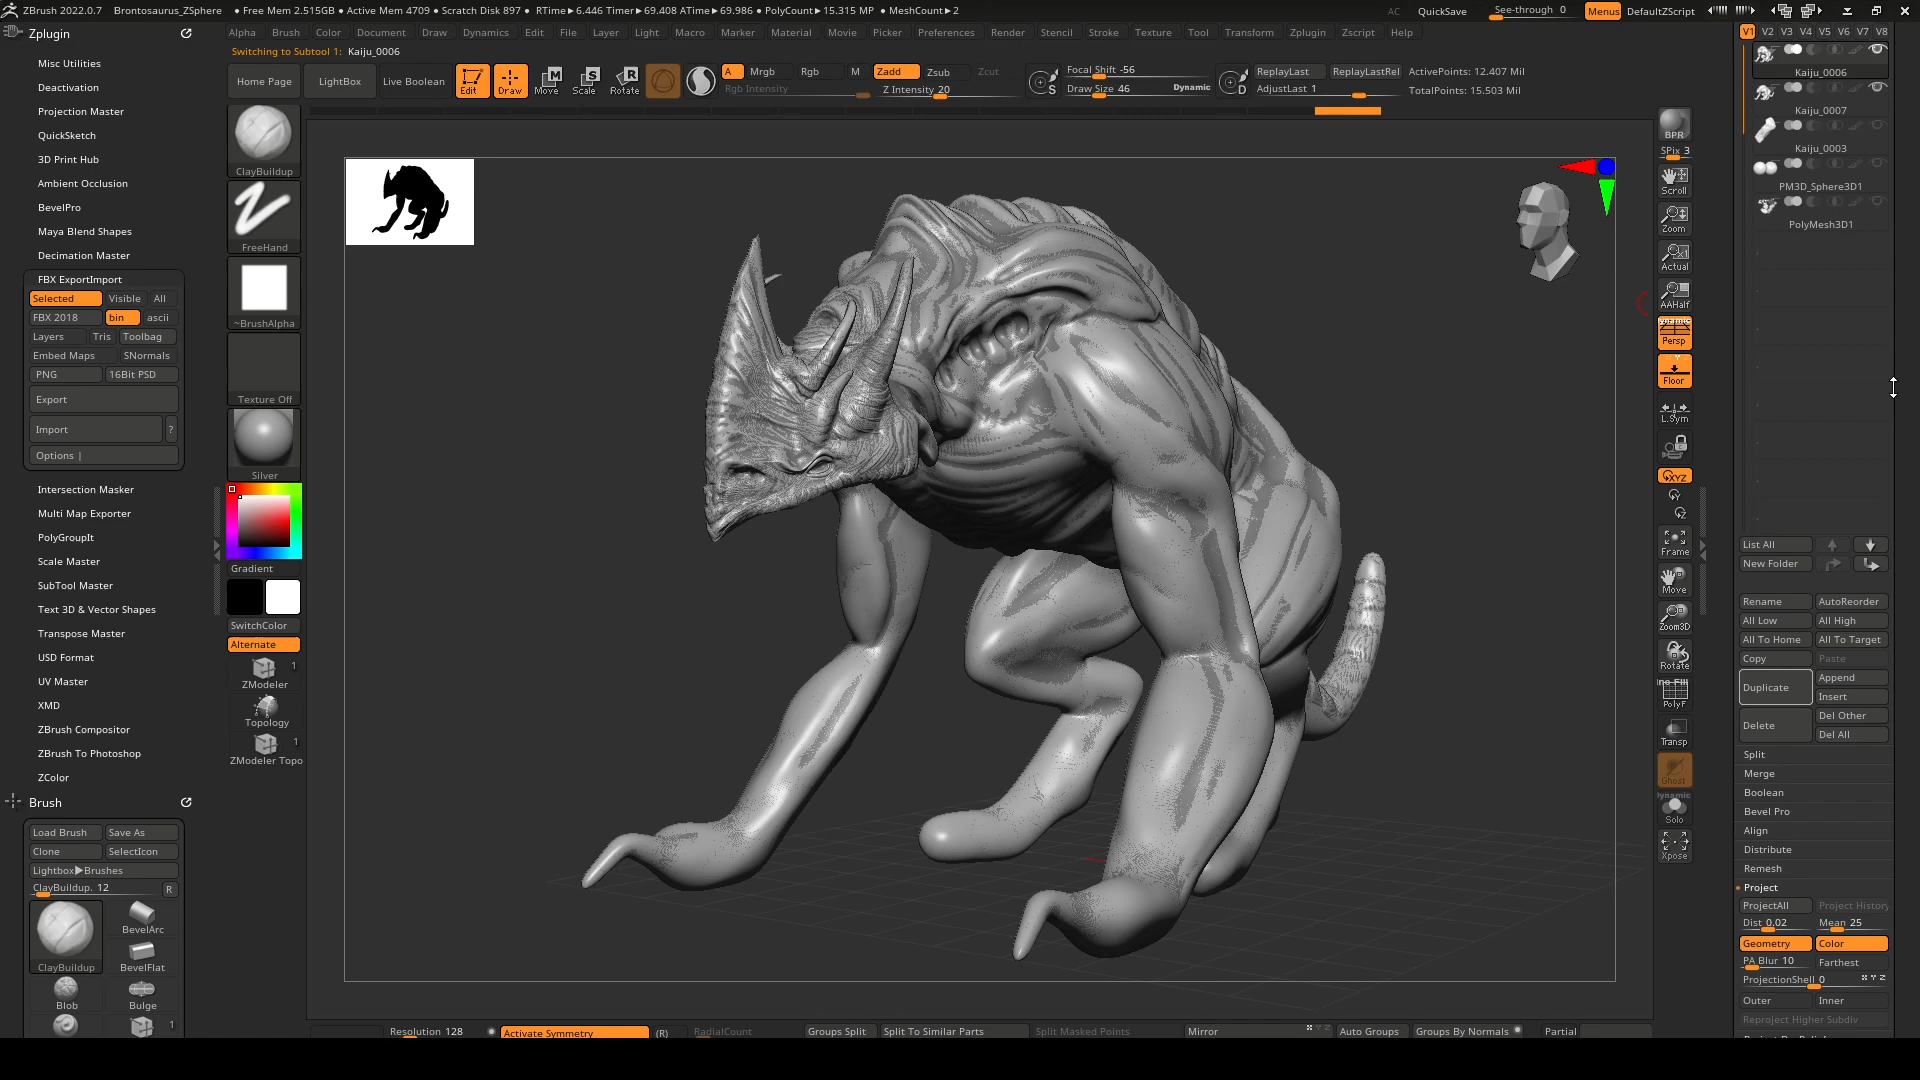 ZBrush 2022.0.7 Brontosaurus_ZSphere • Free Mem 2.515GB • Active Mem 4709 • Scratch Disk 897 • RTime▶6.446 Timer▶69.408 ATime▶69.986 • PolyCount▶15.315 MP • MeshCount▶2 AC QuickSave See-through 0 Menus DefaultZScript
Zplugin
Alpha Brush Color Document Draw Dynamics Edit File Layer Light Macro Marker Material Movie Picker Preferences Render Stencil Stroke Texture Tool Transform Zplugin Zscript Help
Switching to Subtool 1: Kaiju_0006
Home Page LightBox Live Boolean Edit Draw Move Scale Rotate
A Mrgb Rgb M Zadd Zsub Zcut
Rgb Intensity Z Intensity 20
S Focal Shift -56
Draw Size 46 Dynamic
D ReplayLast ReplayLastRel ActivePoints: 12.407 Mil
AdjustLast 1 TotalPoints: 15.503 Mil
Misc Utilities
Deactivation
Projection Master
QuickSketch
3D Print Hub
Ambient Occlusion
BevelPro
Maya Blend Shapes
Decimation Master
FBX ExportImport
Selected Visible All
FBX 2018 bin ascii
Layers Tris Toolbag
Embed Maps SNormals
PNG 16Bit PSD
Export
Import ?
Options |
Intersection Masker
Multi Map Exporter
PolyGroupIt
Scale Master
SubTool Master
Text 3D & Vector Shapes
Transpose Master
USD Format
UV Master
XMD
ZBrush Compositor
ZBrush To Photoshop
ZColor
Brush
Load Brush Save As
Clone SelectIcon
Lightbox▶Brushes
ClayBuildup. 12 R
ClayBuildup
BevelArc
BevelFlat
Blob Bulge
1
ClayBuildup
FreeHand
~BrushAlpha
Texture Off
Silver
Gradient
SwitchColor
Alternate
1
ZModeler
Topology
1
ZModeler Topo
BPR
SPix 3
Scroll
Zoom
Actual
AAHalf
Persp
Floor
L.Sym
XYZ
Y
Z
Frame
Move
Zoom3D
Rotate
PolyF
Transp
Ghost
Dynamic
Solo
Xpose
V1 V2 V3 V4 V5 V6 V7 V8
Kaiju_0006
Kaiju_0007
Kaiju_0003
PM3D_Sphere3D1
PolyMesh3D1
List All
New Folder
Rename AutoReorder
All Low All High
All To Home All To Target
Copy Paste
Duplicate Append
Insert
Delete Del Other
Del All
Split
Merge
Boolean
Bevel Pro
Align
Distribute
Remesh
Project
ProjectAll Project History
Dist 0.02 Mean 25
Geometry Color
PA Blur 10 Farthest
ProjectionShell 0
Outer Inner
Reproject Higher Subdiv
Resolution 128 Activate Symmetry (R) RadialCount Groups Split Split To Similar Parts Split Masked Points Mirror Auto Groups Groups By Normals Partial